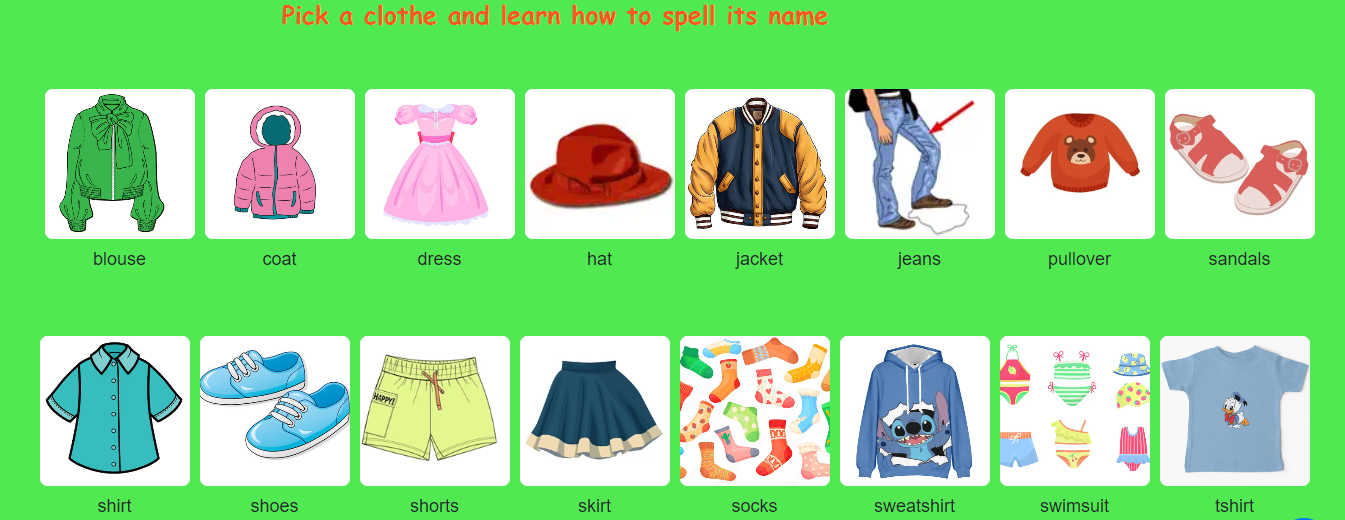 Pick a clothe and learn how to spell its name
blouse coat dress hat jacket jeans pullover sandals
HAPPY!
shirt shoes shorts skirt socks sweatshirt swimsuit tshirt